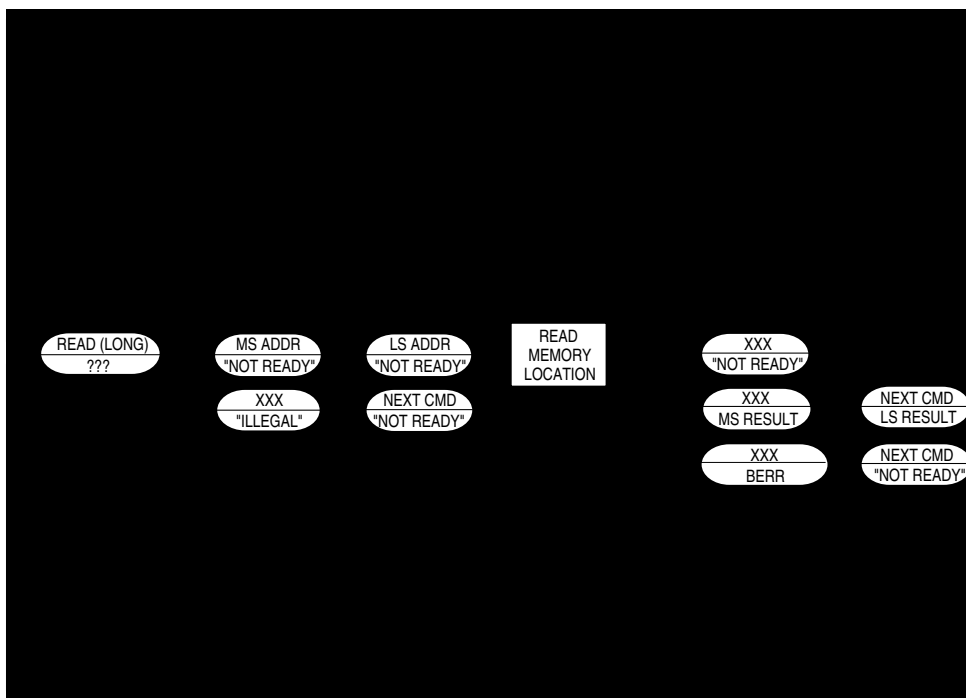 READ (LONG)
???
MS ADDR
"NOT READY"
LS ADDR
"NOT READY"
READ
MEMORY
LOCATION
XXX
"NOT READY"
XXX
"ILLEGAL"
NEXT CMD
"NOT READY"
XXX
MS RESULT
NEXT CMD
LS RESULT
XXX
BERR
NEXT CMD
"NOT READY"